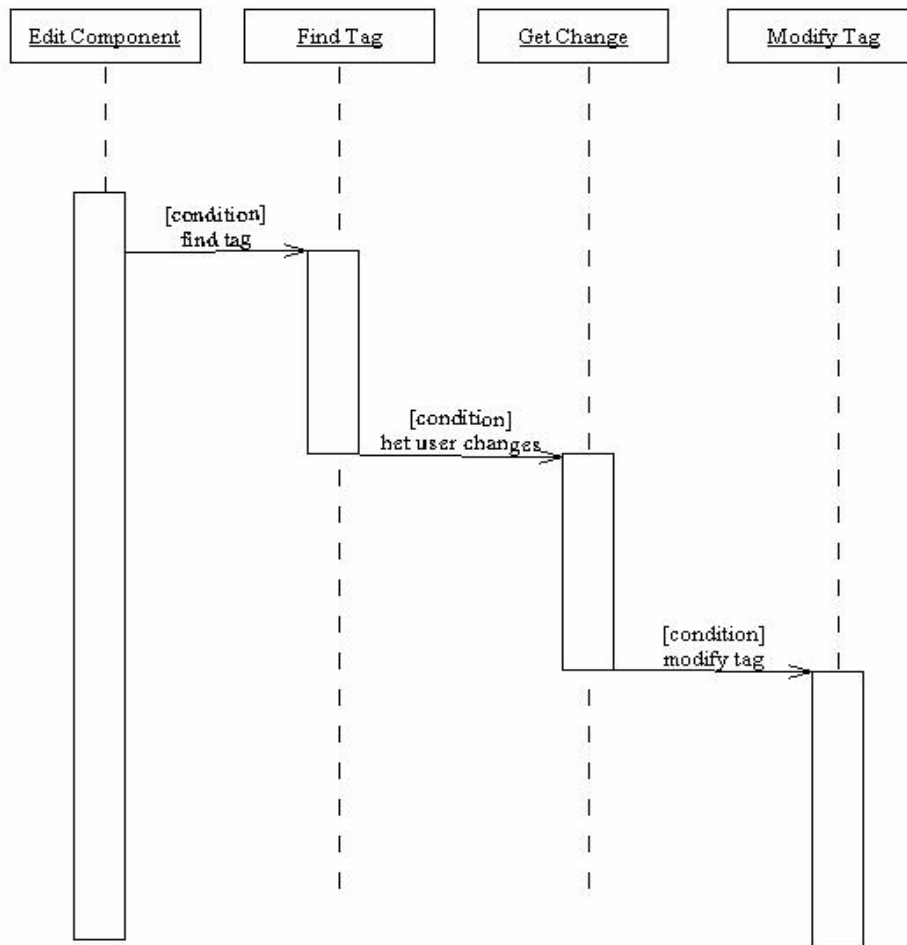 Edit Component
Find Tag
Get Change
Modify Tag
[condition]
find tag
[condition]
het user changes
[condition]
modify tag